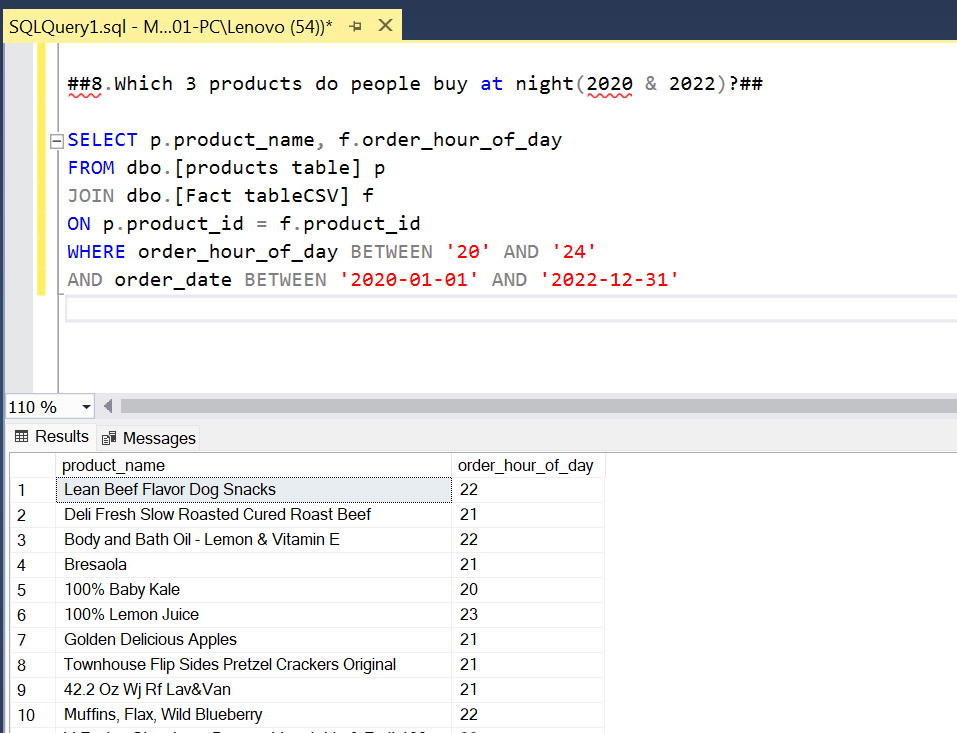 SQLQuery1.sql - M...01-PC\Lenovo (54))*
##8.Which 3 products do people buy at night(2020 & 2022)?##
SELECT p.product_name, f.order_hour_of_day
FROM dbo.[products table] p
JOIN dbo.[Fact tableCSV] f
ON p.product_id = f.product_id
WHERE order_hour_of_day BETWEEN '20' AND '24'
AND order_date BETWEEN '2020-01-01' AND '2022-12-31'
110 %
Results Messages
product_name order_hour_of_day
1 Lean Beef Flavor Dog Snacks 22
2 Deli Fresh Slow Roasted Cured Roast Beef 21
3 Body and Bath Oil - Lemon & Vitamin E 22
4 Bresaola 21
5 100% Baby Kale 20
6 100% Lemon Juice 23
7 Golden Delicious Apples 21
8 Townhouse Flip Sides Pretzel Crackers Original 21
9 42.2 Oz Wj Rf Lav&Van 21
10 Muffins, Flax, Wild Blueberry 22